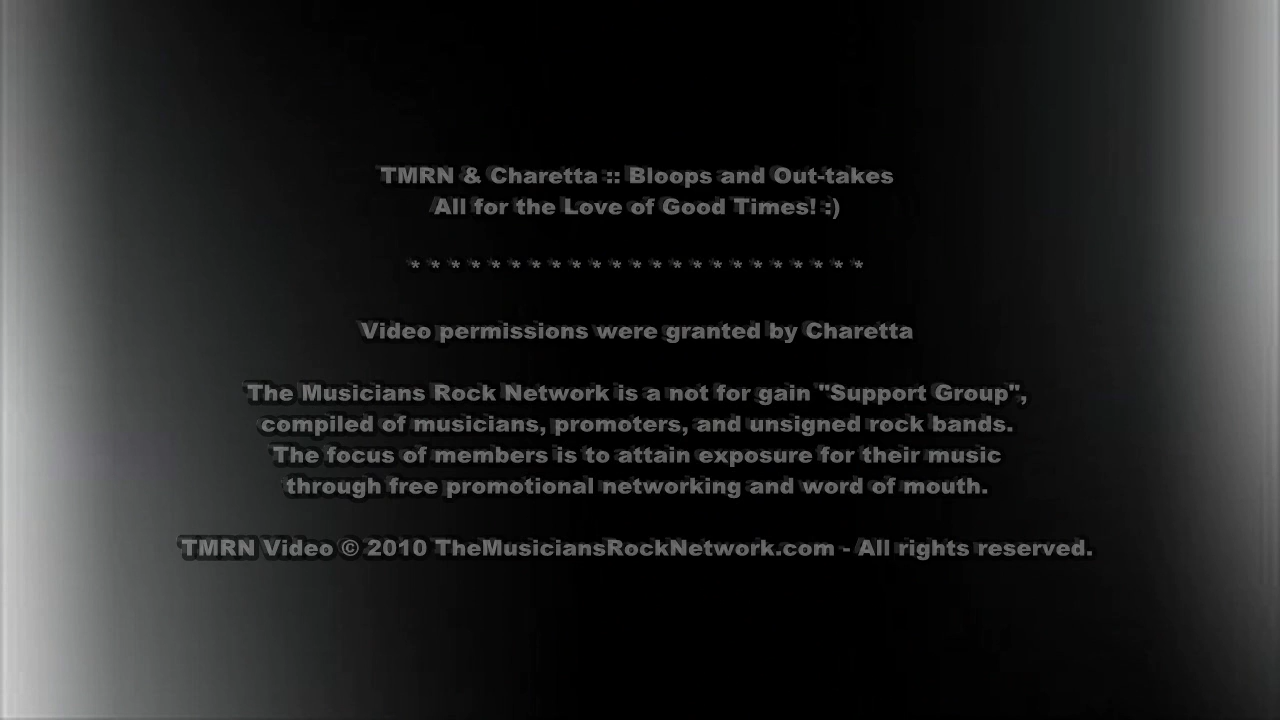 TMRN & Charetta :: Bloops and Out-takes
All for the Love of Good Times! :)
* * * * * * * * * * * * * * * * * * * * * * *
Video permissions were granted by Charetta
The Musicians Rock Network is a not for gain "Support Group",
compiled of musicians, promoters, and unsigned rock bands.
The focus of members is to attain exposure for their music
through free promotional networking and word of mouth.
TMRN Video © 2010 TheMusiciansRockNetwork.com - All rights reserved.